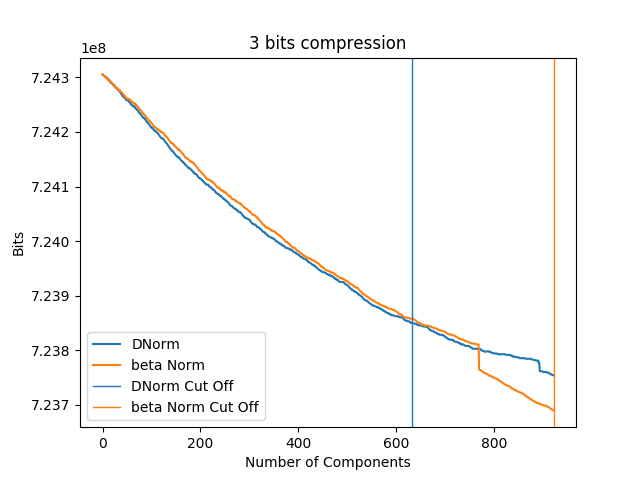 3 bits compression
1e8
7.243
7.242
7.241
7.240
7.239
7.238
7.237
Bits
DNorm
beta Norm
DNorm Cut Off
beta Norm Cut Off
0 200 400 600 800
Number of Components